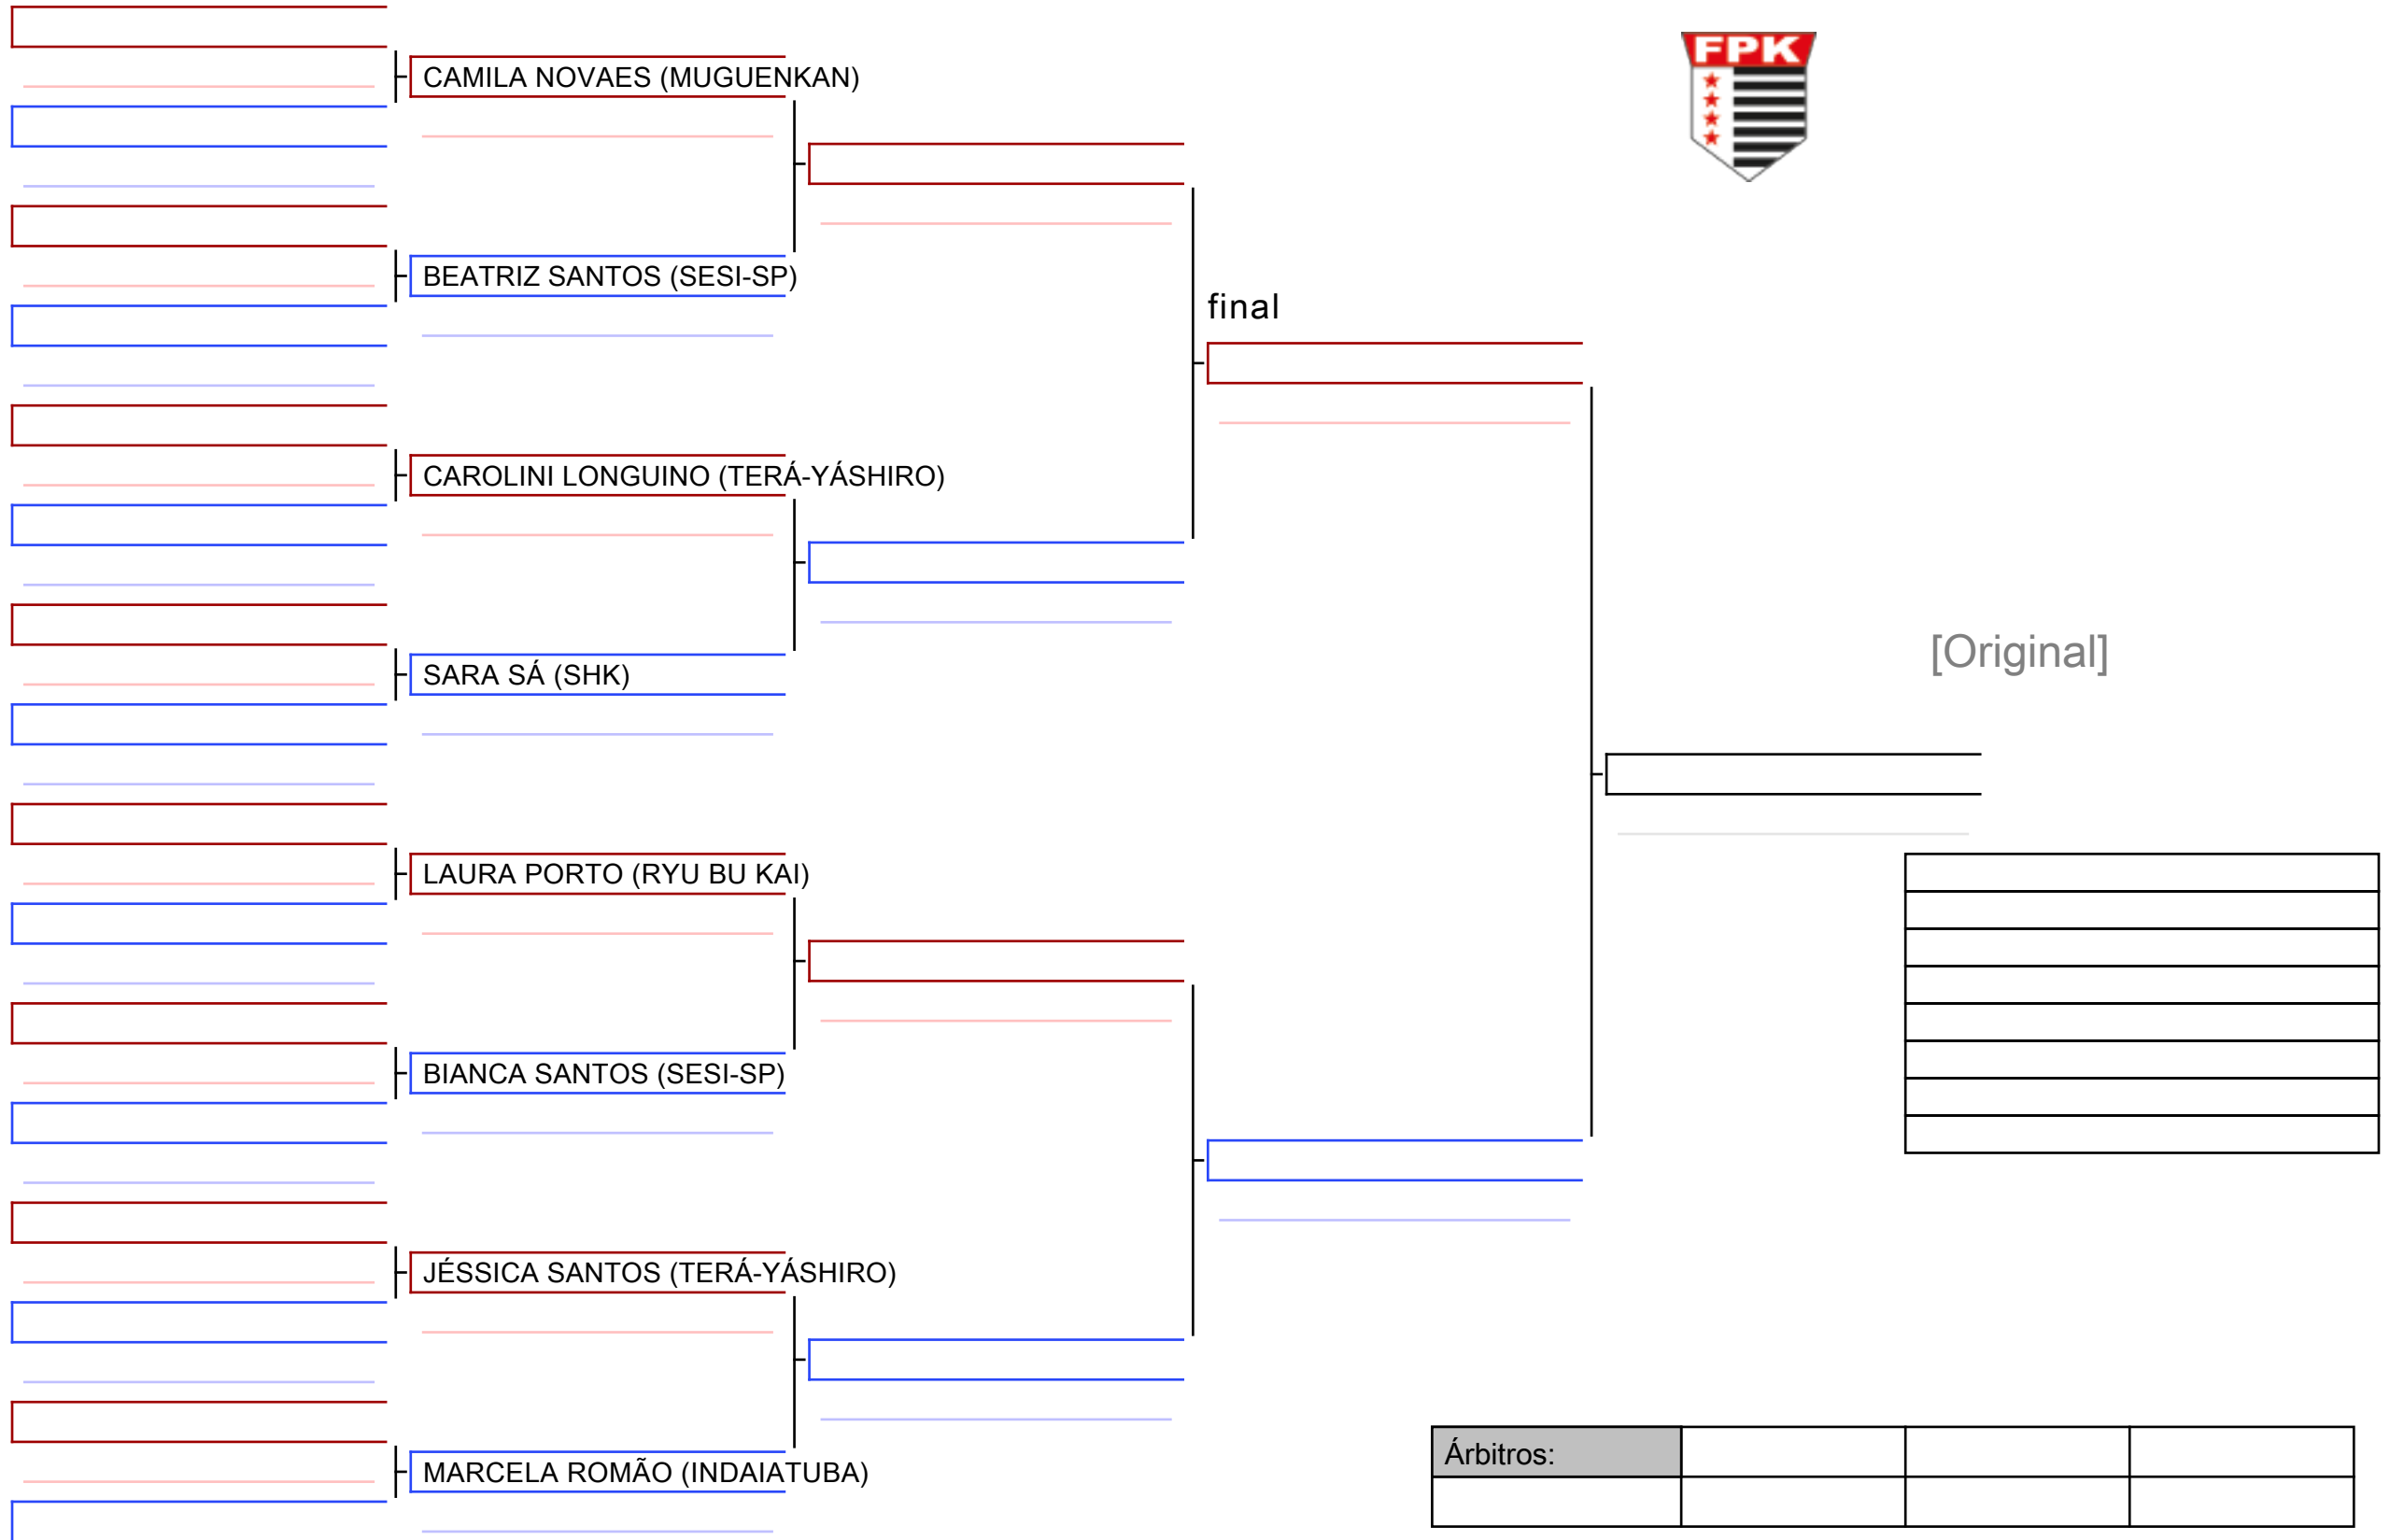 FPK
CAMILA NOVAES (MUGUENKAN)
BEATRIZ SANTOS (SESI-SP)
final
CAROLINI LONGUINO (TERÁ-YÁSHIRO)
[Original]
SARA SÁ (SHK)
LAURA PORTO (RYU BU KAI)
BIANCA SANTOS (SESI-SP)
JÉSSICA SANTOS (TERÁ-YÁSHIRO)
Árbitros:
MARCELA ROMÃO (INDAIATUBA)